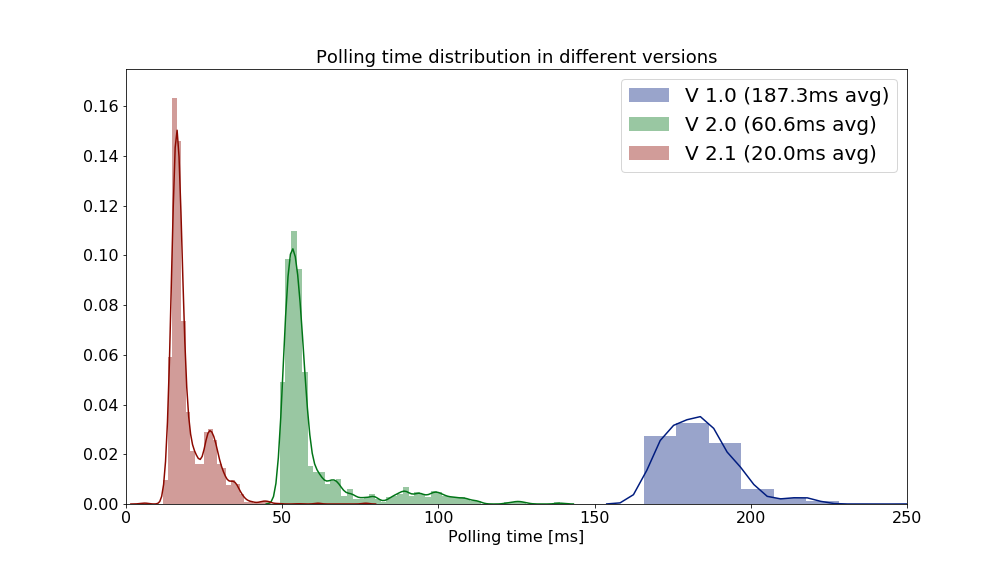 Polling time distribution in different versions
V 1.0 (187.3ms avg)
V 2.0 (60.6ms avg)
V 2.1 (20.0ms avg)
0.16
0.14
0.12
0.10
0.08
0.06
0.04
0.02
0.00
0 50 100 150 200 250
Polling time [ms]